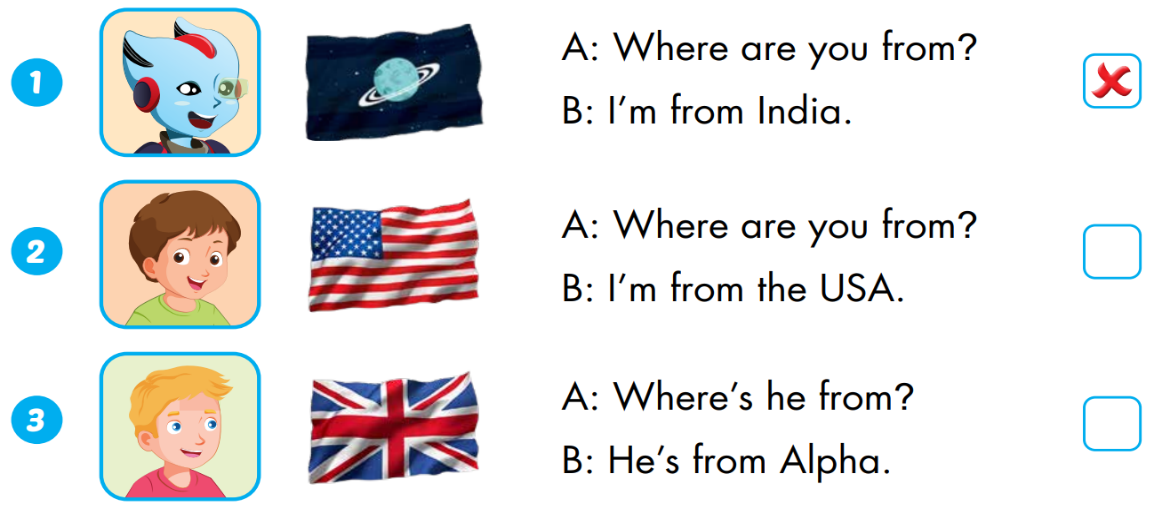 1
A: Where are you from?
B: I'm from India.
2
A: Where are you from?
B: I'm from the USA.
3
A: Where's he from?
B: He's from Alpha.